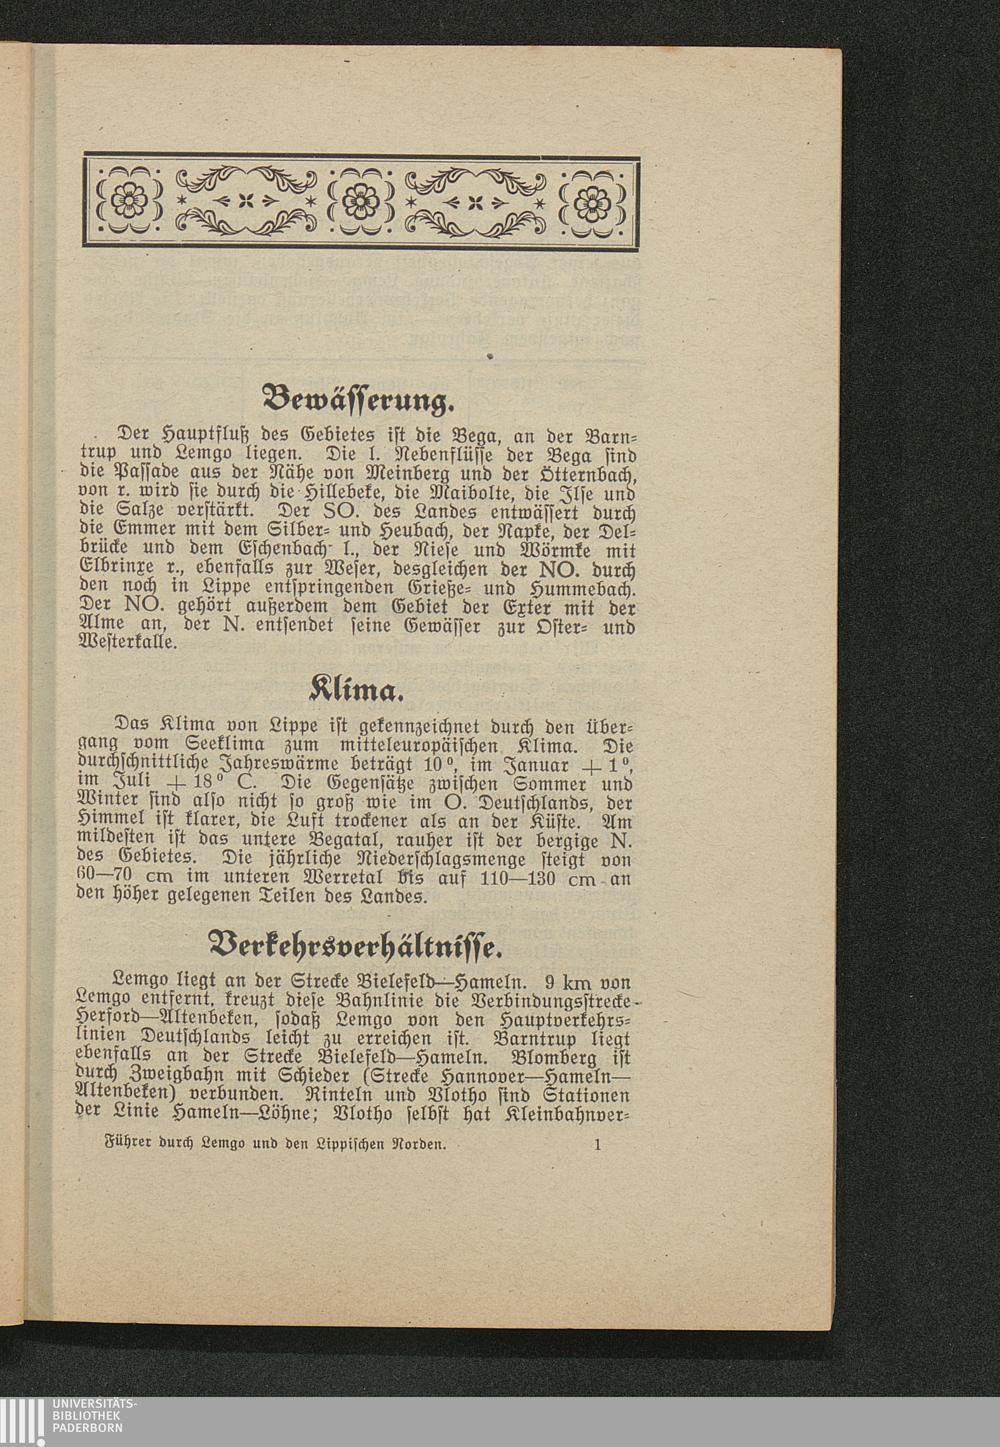 Bewässerung.
Der Hauptfluß des Gebietes ist die Bega, an der Barn-
trup und Lemgo liegen. Die l. Nebenflüsse der Bega sind
die Passade aus der Nähe von Meinberg und der Ötternbach,
von r. wird sie durch die Hillebeke, die Maibolte, die Ilse und
die Salze verstärkt. Der SO. des Landes entwässert durch
die Emmer mit dem Silber- und Heubach, der Napke, der Del-
brücke und dem Eschenbach l., der Niese und Wörmke mit
Elbrinxe r., ebenfalls zur Weser, desgleichen der NO. durch
den noch in Lippe entspringenden Grieße- und Hummebach.
Der NO. gehört außerdem dem Gebiet der Exter mit der
Alme an, der N. entsendet seine Gewässer zur Oster- und
Westerkalle.
Klima.
Das Klima von Lippe ist gekennzeichnet durch den Über-
gang vom Seeklima zum mitteleuropäischen Klima. Die
durchschnittliche Jahreswärme beträgt 10°, im Januar + 1°,
im Juli + 18° C. Die Gegensätze zwischen Sommer und
Winter sind also nicht so groß wie im O. Deutschlands, der
Himmel ist klarer, die Luft trockener als an der Küste. Am
mildesten ist das untere Begatal, rauher ist der bergige N.
des Gebietes. Die jährliche Niederschlagsmenge steigt von
60—70 cm im unteren Werretal bis auf 110—130 cm an
den höher gelegenen Teilen des Landes.
Verkehrsverhältnisse.
Lemgo liegt an der Strecke Bielefeld—Hameln. 9 km von
Lemgo entfernt, kreuzt diese Bahnlinie die Verbindungsstrecke
Herford—Altenbeken, sodaß Lemgo von den Hauptverkehrs-
linien Deutschlands leicht zu erreichen ist. Barntrup liegt
ebenfalls an der Strecke Bielefeld—Hameln. Blomberg ist
durch Zweigbahn mit Schieder (Strecke Hannover—Hameln—
Altenbeken) verbunden. Rinteln und Vlotho sind Stationen
der Linie Hameln—Löhne; Vlotho selbst hat Kleinbahnver-
Führer durch Lemgo und den Lippischen Norden. 1
UNIVERSITÄTS-
BIBLIOTHEK
PADERBORN